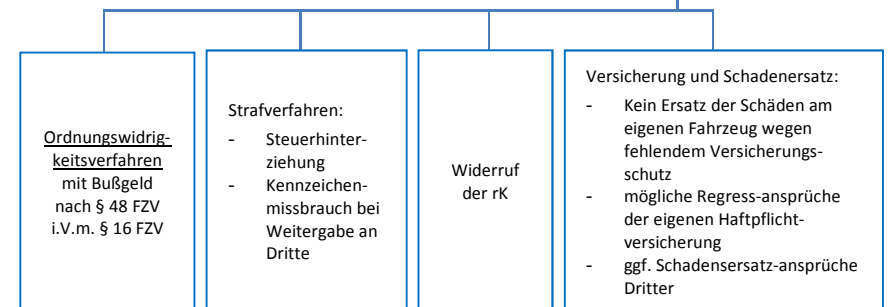 Ordnungswidrig-
keitsverfahren
mit Bußgeld
nach § 48 FZV
i.V.m. § 16 FZV
Strafverfahren:
- Steuerhinter-
ziehung
- Kennzeichen-
missbrauch bei
Weitergabe an
Dritte
Widerruf
der rK
Versicherung und Schadenersatz:
- Kein Ersatz der Schäden am
eigenen Fahrzeug wegen
fehlendem Versicherungs-
schutz
- mögliche Regress-ansprüche
der eigenen Haftpflicht-
versicherung
- ggf. Schadensersatz-ansprüche
Dritter